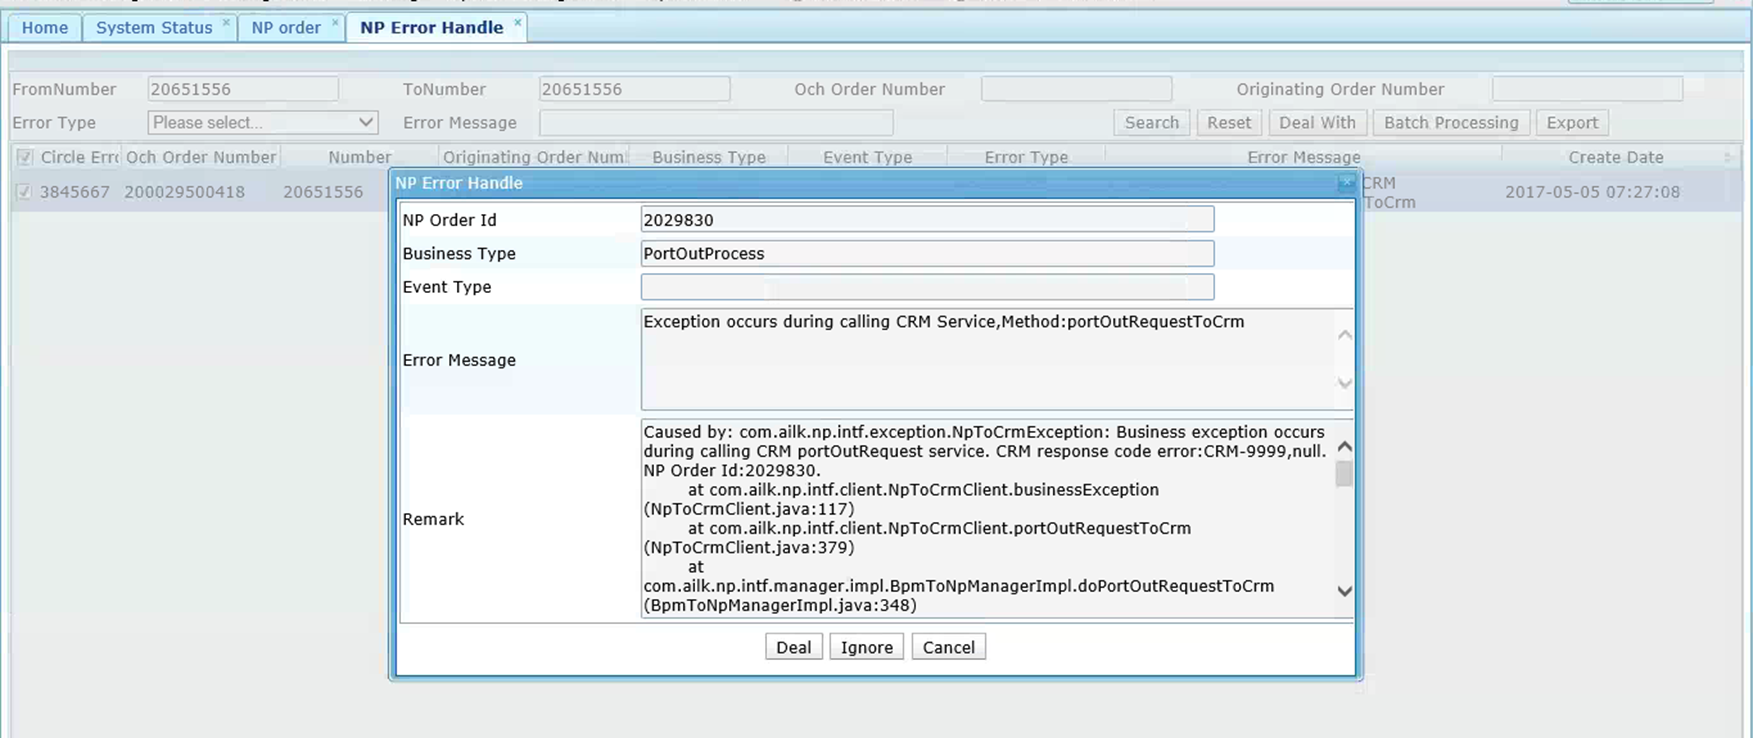 Home System Status NP order NP Error Handle
FromNumber 20651556 ToNumber 20651556 Och Order Number Originating Order Number
Error Type Please select... Error Message Search Reset Deal With Batch Processing Export
Circle Erro Och Order Number Number Originating Order Num Business Type Event Type Error Type Error Message Create Date
3845667 200029500418 20651556 CRM 2017-05-05 07:27:08
ToCrm
NP Error Handle
NP Order Id 2029830
Business Type PortOutProcess
Event Type
Error Message Exception occurs during calling CRM Service,Method:portOutRequestToCrm
Remark
Caused by: com.ailk.np.intf.exception.NpToCrmException: Business exception occurs
during calling CRM portOutRequest service. CRM response code error:CRM-9999,null.
NP Order Id:2029830.
at com.ailk.np.intf.client.NpToCrmClient.businessException
(NpToCrmClient.java:117)
at com.ailk.np.intf.client.NpToCrmClient.portOutRequestToCrm
(NpToCrmClient.java:379)
at
com.ailk.np.intf.manager.impl.BpmToNpManagerImpl.doPortOutRequestToCrm
(BpmToNpManagerImpl.java:348)
Deal Ignore Cancel